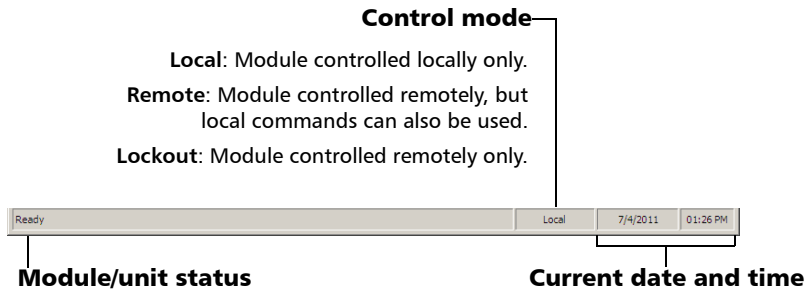 Control mode
Local: Module controlled locally only.
Remote: Module controlled remotely, but
local commands can also be used.
Lockout: Module controlled remotely only.
Ready
Local
7/4/2011
01:26 PM
Module/unit status
Current date and time